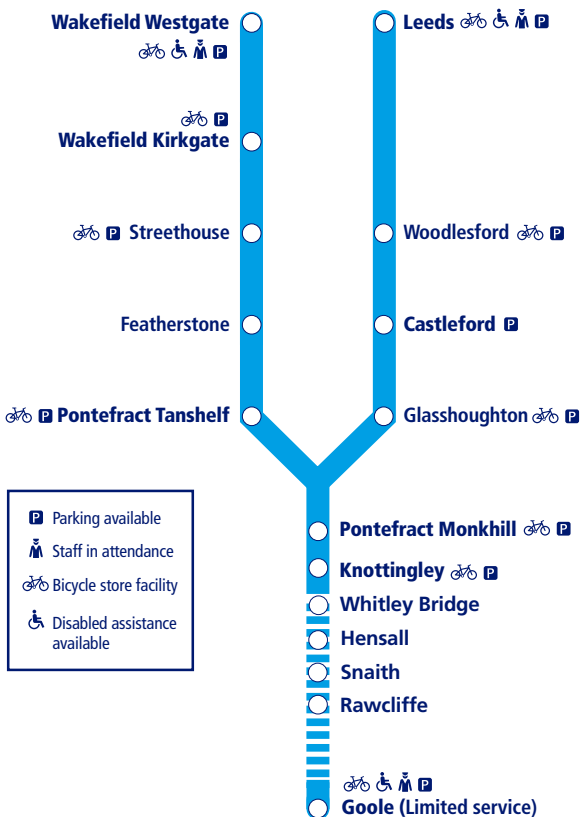 Wakefield Westgate
P
Leeds P
P
Wakefield Kirkgate
P Streethouse
Woodlesford P
Featherstone
Castleford P
P Pontefract Tanshelf
Glasshoughton P
P Parking available
Staff in attendance
Bicycle store facility
Disabled assistance
available
Pontefract Monkhill P
Knottingley P
Whitley Bridge
Hensall
Snaith
Rawcliffe
P
Goole (Limited service)